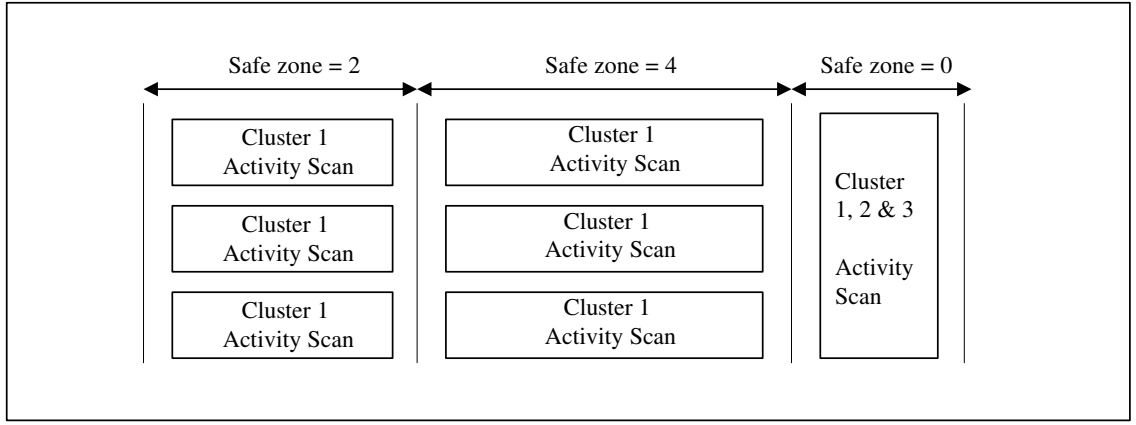 Safe zone = 2
Safe zone = 4
Safe zone = 0
Cluster 1
Activity Scan
Cluster 1
Activity Scan
Cluster 1
Activity Scan
Cluster 1
Activity Scan
Cluster 1
Activity Scan
Cluster 1
Activity Scan
Cluster
1, 2 & 3
Activity
Scan